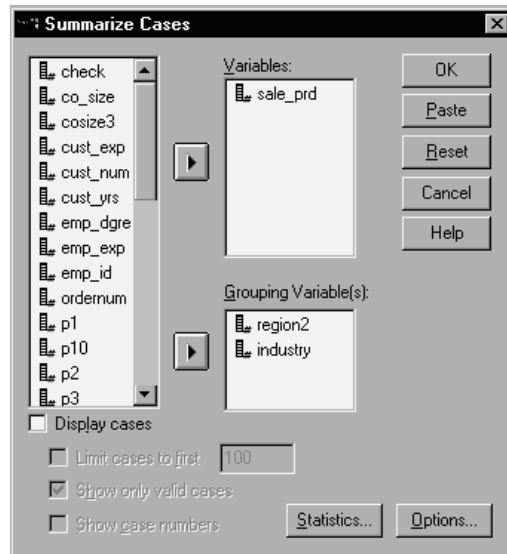 Summarize Cases
check
co_size
cosize3
cust_exp
cust_num
cust_yrs
emp_dgre
emp_exp
emp_id
ordernum
p1
p10
p2
p3
Variables:
sale_prd
Grouping Variable(s):
region2
industry
OK
Paste
Reset
Cancel
Help
Display cases
Limit cases to first 100
Show only valid cases
Show case numbers
Statistics...
Options...